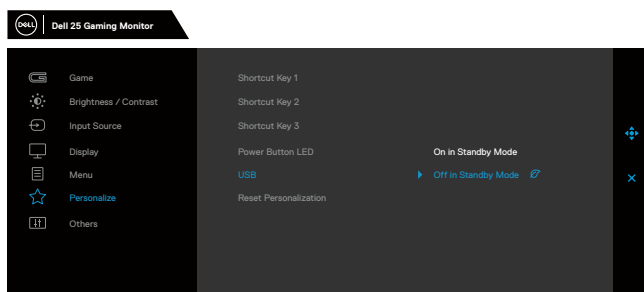 DELL
Dell 25 Gaming Monitor
Game
Shortcut Key 1
Brightness / Contrast
Shortcut Key 2
Input Source
Shortcut Key 3
Display
Power Button LED
On in Standby Mode
Menu
USB
Off in Standby Mode
Personalize
Reset Personalization
Others